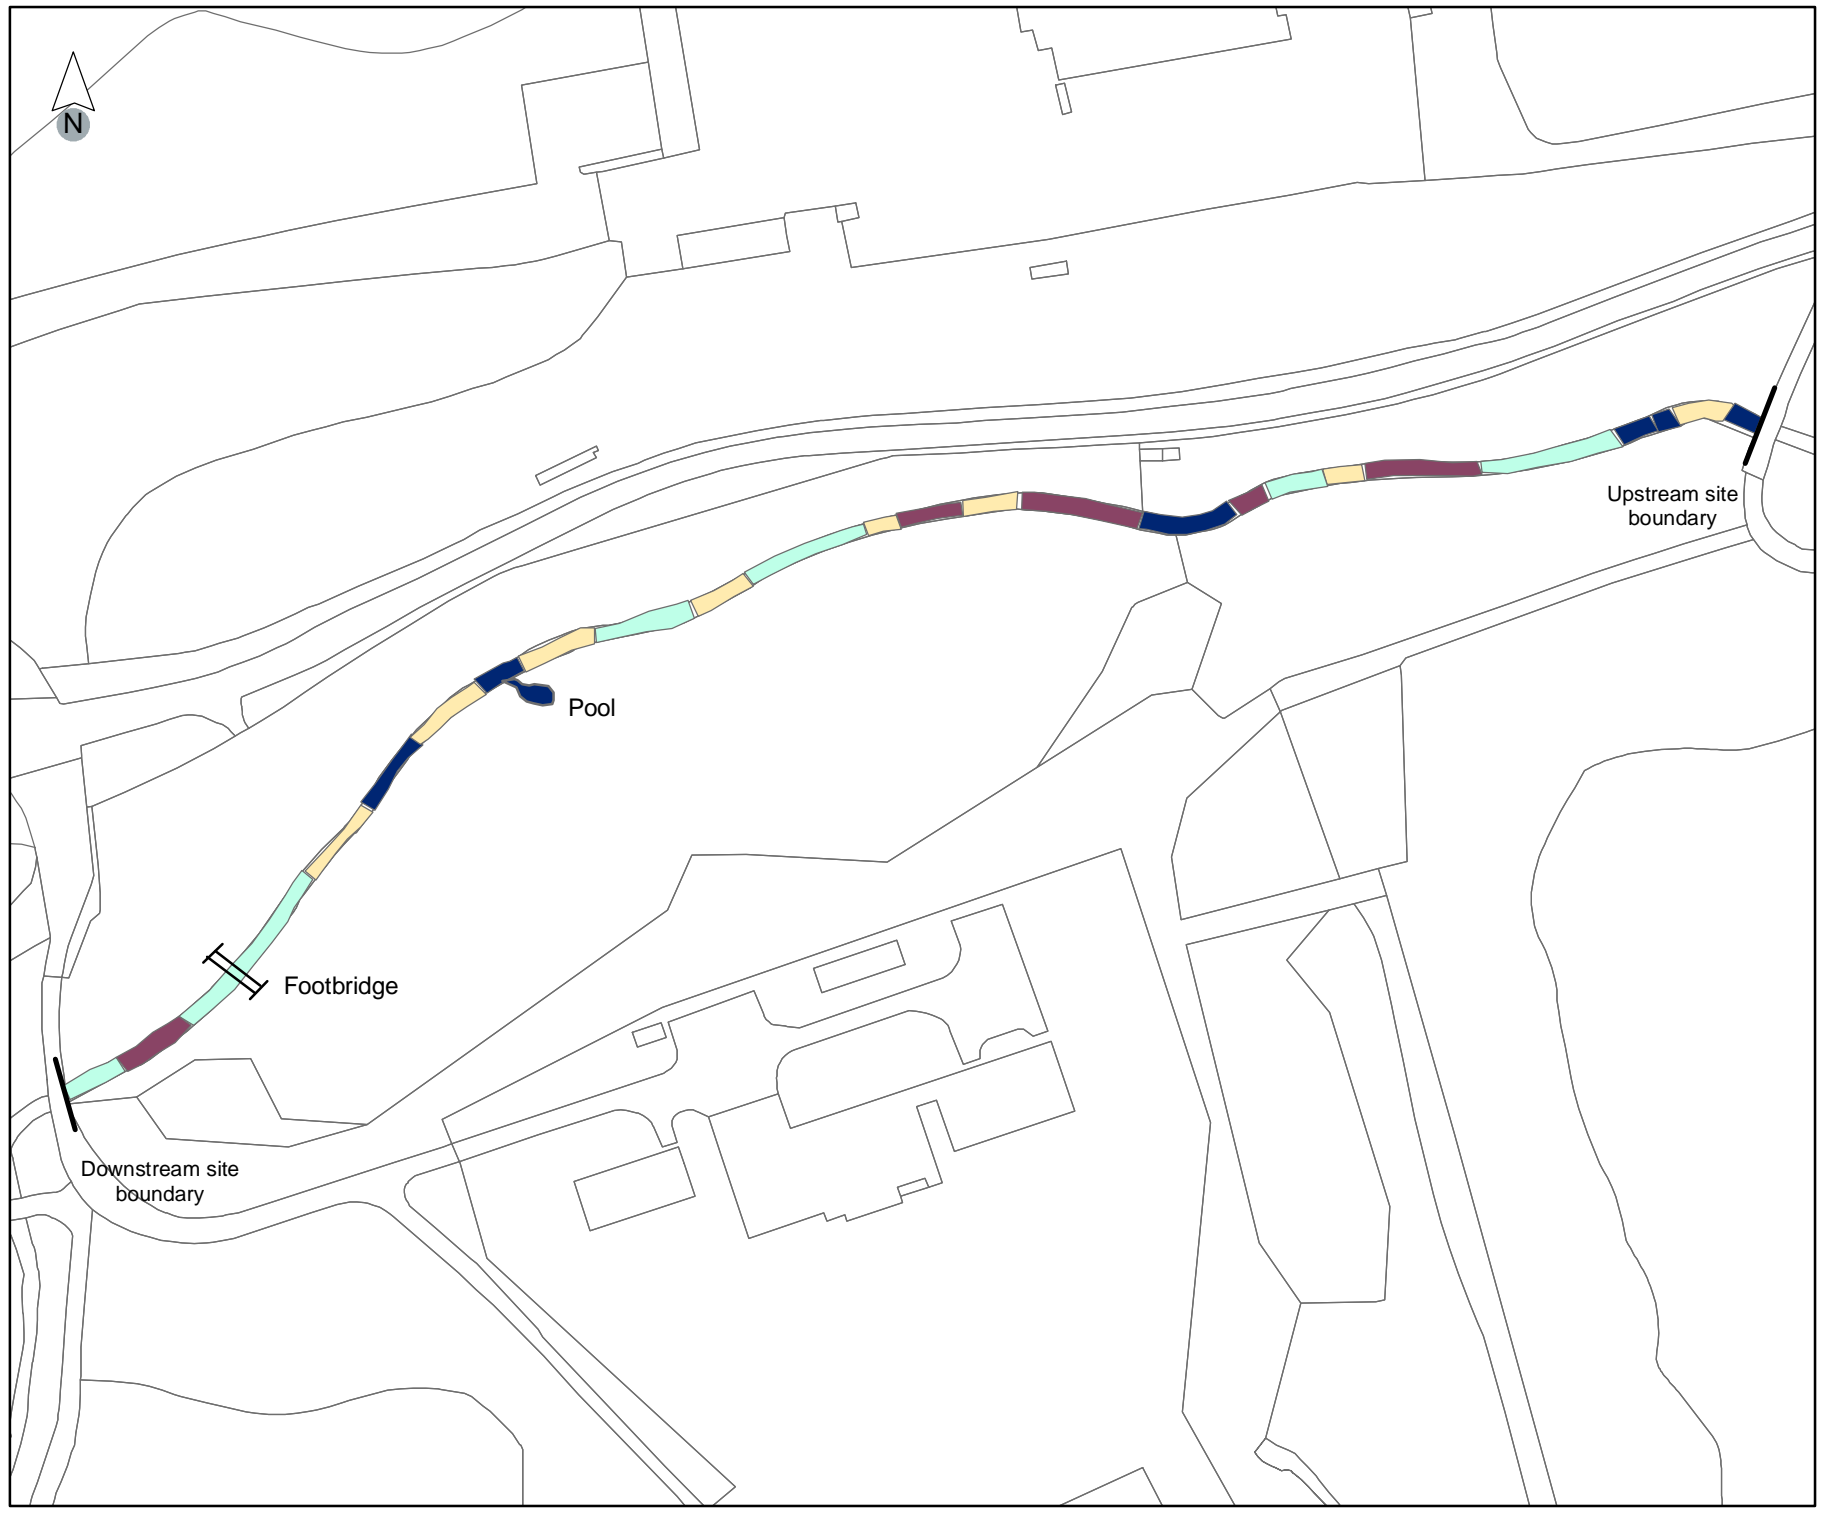 N
Upstream site
boundary
Pool
Footbridge
Downstream site
boundary